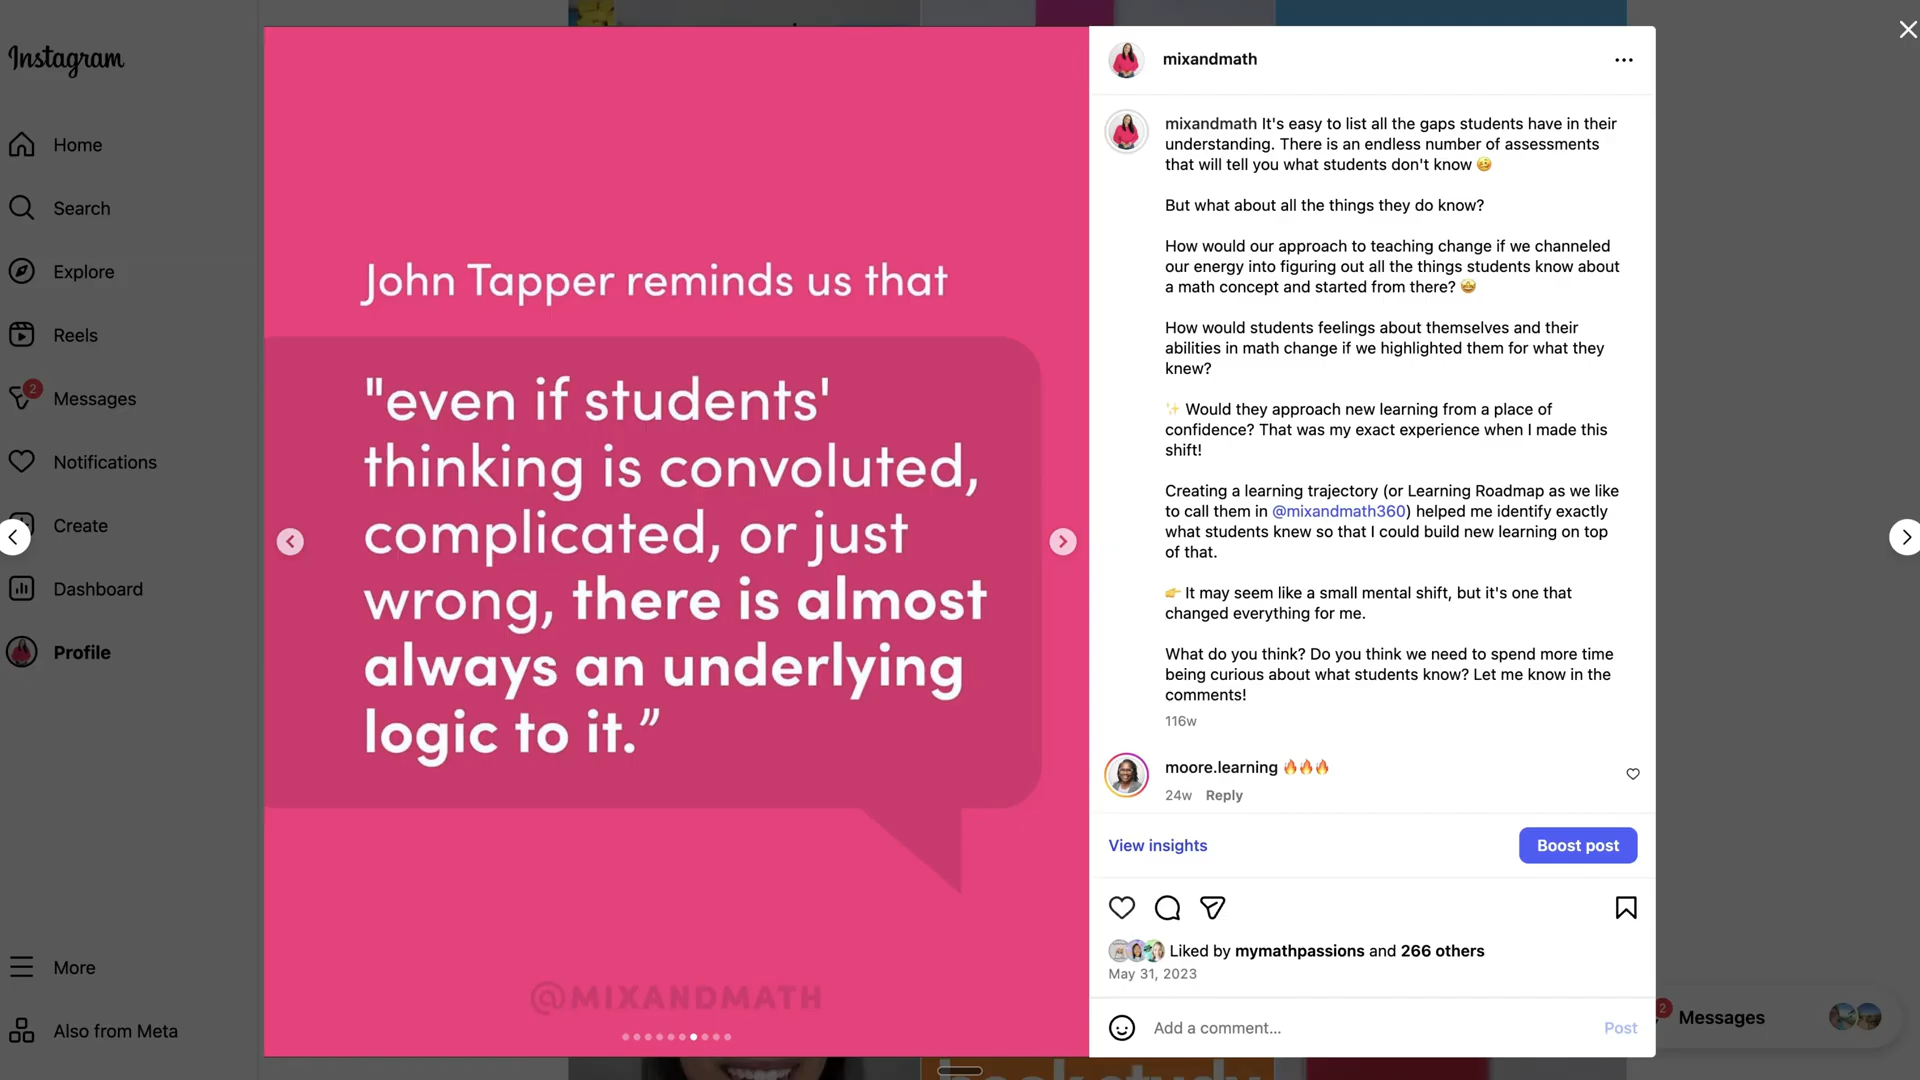 Instagram
Home
Search
Explore
Reels
2
Messages
Notifications
Create
Dashboard
Profile
More
Also from Meta
John Tapper reminds us that
"even if students'
thinking is convoluted,
complicated, or just
wrong, there is almost
always an underlying
logic to it.”
@MIXANDMATH
mixandmath
mixandmath It's easy to list all the gaps students have in their
understanding. There is an endless number of assessments
that will tell you what students don't know 🤕
But what about all the things they do know?
How would our approach to teaching change if we channeled
our energy into figuring out all the things students know about
a math concept and started from there? 🤩
How would students feelings about themselves and their
abilities in math change if we highlighted them for what they
knew?
✨ Would they approach new learning from a place of
confidence? That was my exact experience when I made this
shift!
Creating a learning trajectory (or Learning Roadmap as we like
to call them in @mixandmath360) helped me identify exactly
what students knew so that I could build new learning on top
of that.
👉 It may seem like a small mental shift, but it's one that
changed everything for me.
What do you think? Do you think we need to spend more time
being curious about what students know? Let me know in the
comments!
116w
moore.learning 🔥🔥🔥
24w Reply
View insights
Boost post
Liked by mymathpassions and 266 others
May 31, 2023
Add a comment...
Post
2
Messages